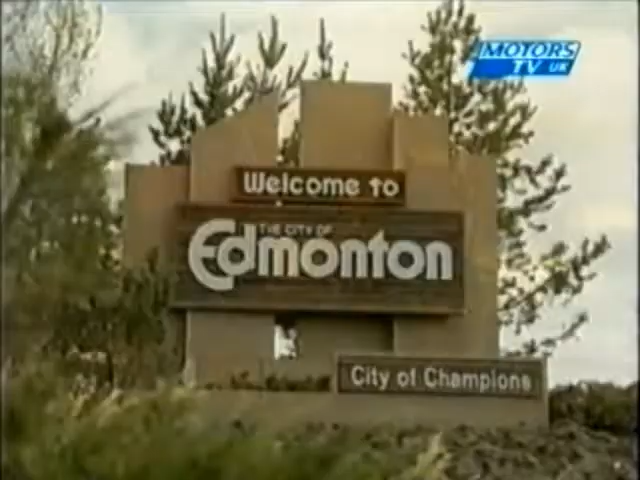 MOTORS
TV UK
Welcome to
THE CITY OF
Edmonton
City of Champions